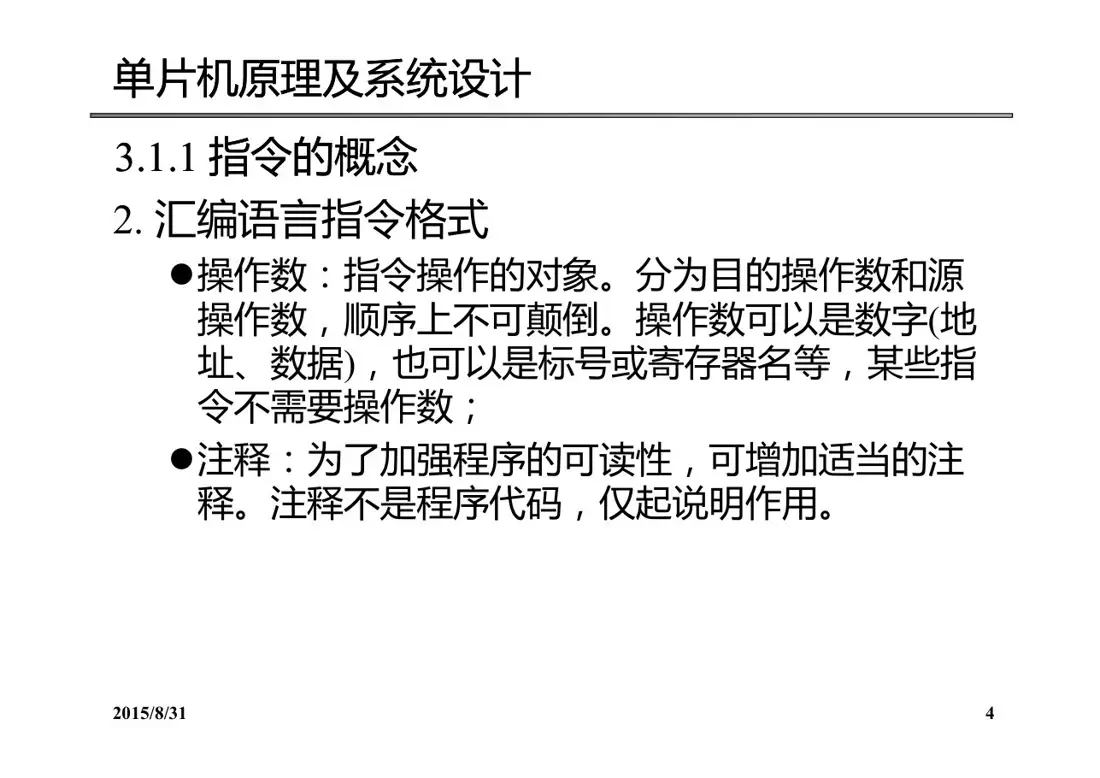 单片机原理及系统设计
3.1.1 指令的概念
2. 汇编语言指令格式
●操作数：指令操作的对象。分为目的操作数和源
操作数，顺序上不可颠倒。操作数可以是数字(地
址、数据)，也可以是标号或寄存器名等，某些指
令不需要操作数；
●注释：为了加强程序的可读性，可增加适当的注
释。注释不是程序代码，仅起说明作用。
2015/8/31
4